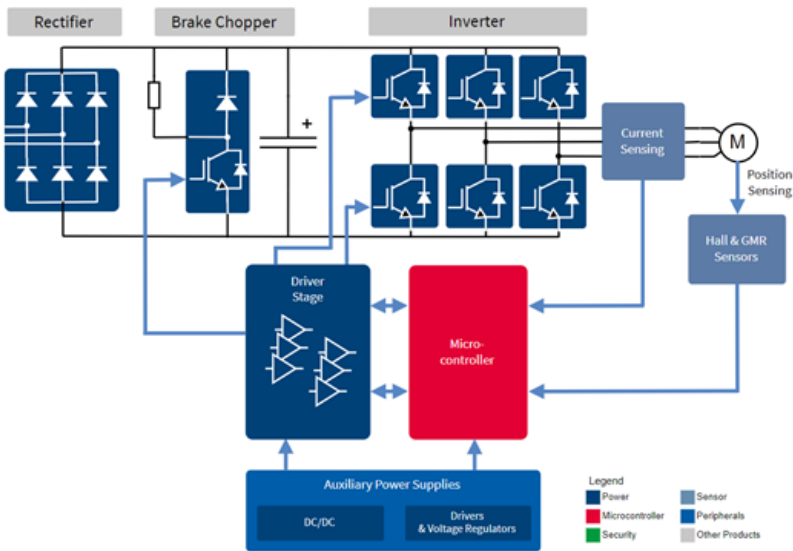 Rectifier
Brake Chopper
Inverter
+
Current
Sensing
M
Position
Sensing
Hall & GMR
Sensors
Driver
Stage
Micro-
controller
Auxiliary Power Supplies
DC/DC
Drivers
& Voltage Regulators
Legend
Power
Sensor
Microcontroller
Peripherals
Security
Other Products